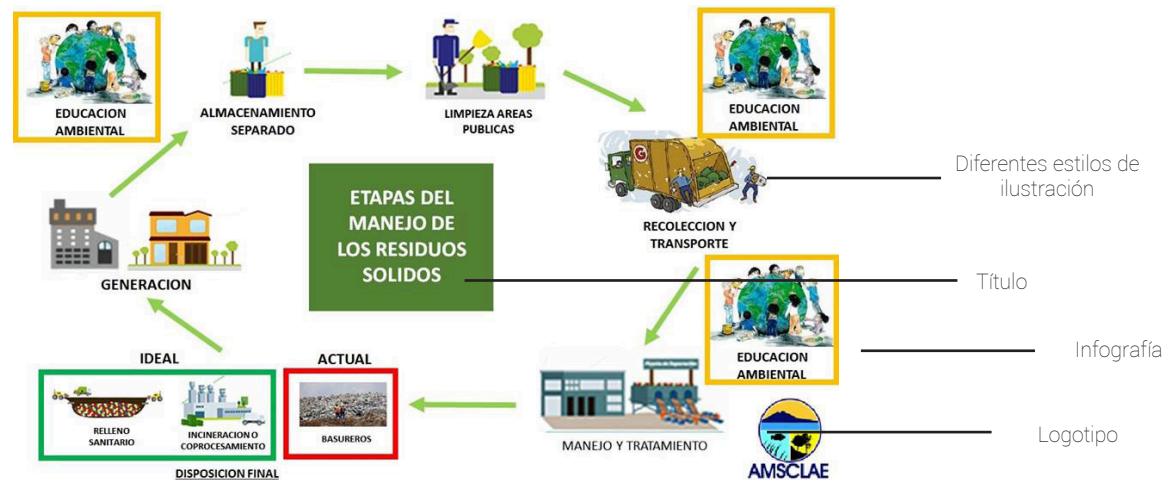 EDUCACION
AMBIENTAL
ALMACENAMIENTO
SEPARADO
LIMPIEZA AREAS
PUBLICAS
EDUCACION
AMBIENTAL
G
RECOLECCION Y
TRANSPORTE
Diferentes estilos de
ilustración
ETAPAS DEL
MANEJO DE
LOS RESIDUOS
SOLIDOS
Título
GENERACION
EDUCACION
AMBIENTAL
Infografía
IDEAL
ACTUAL
RELLENO
SANITARIO
INCINERACION O
COPROCESAMIENTO
BASUREROS
DISPOSICION FINAL
MANEJO Y TRATAMIENTO
AMSCLAE
Logotipo